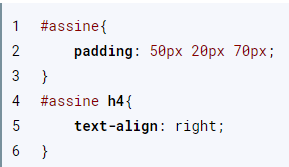 1 #assine{
2     padding: 50px 20px 70px;
3 }
4 #assine h4{
5     text-align: right;
6 }